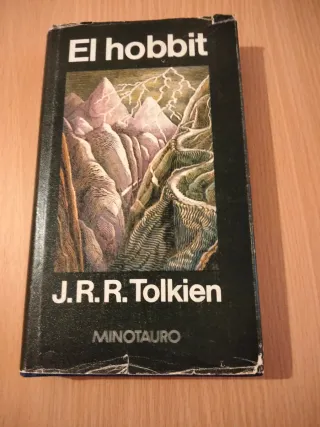 El hobbit
J.R.R. Tolkien
MINOTAURO